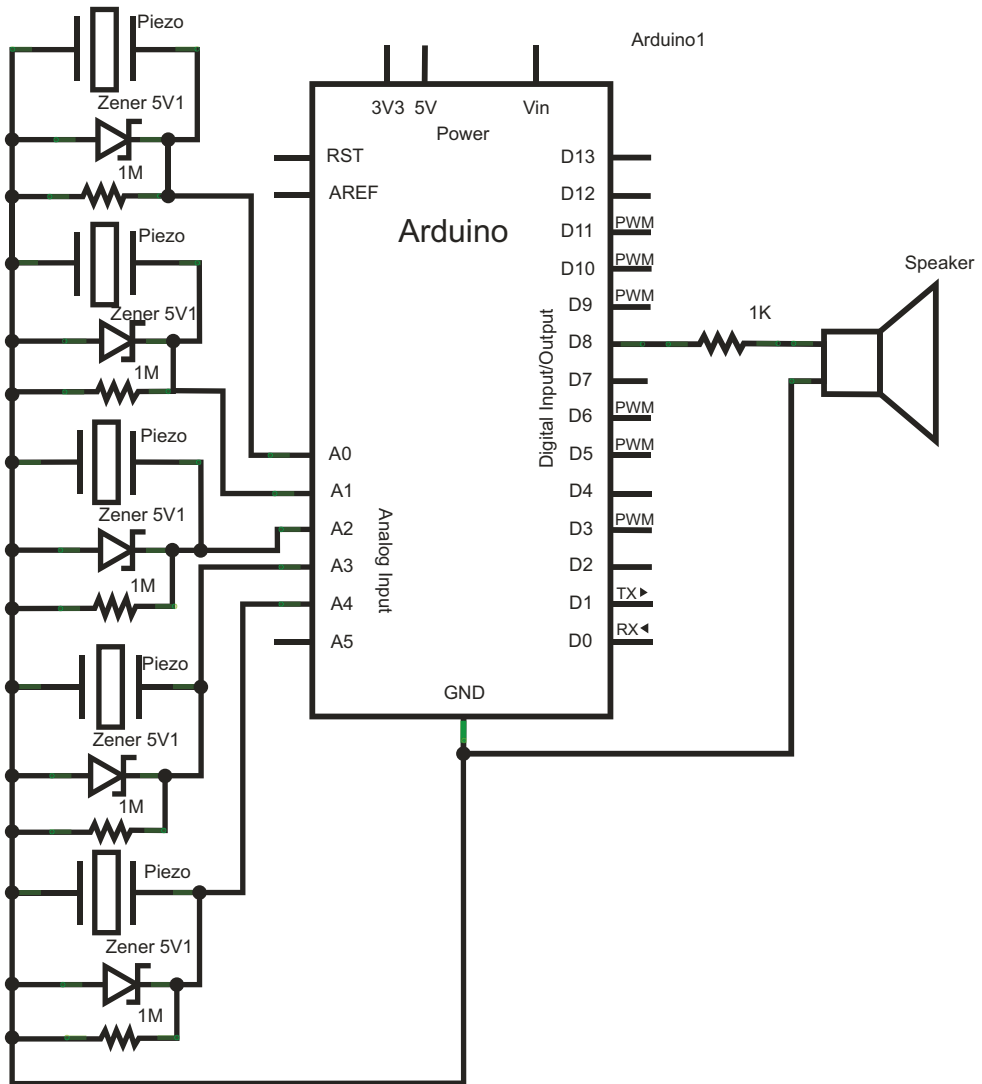 Piezo
Zener 5V1
1M
Piezo
Zener 5V1
1M
Piezo
Zener 5V1
1M
Piezo
Zener 5V1
1M
Piezo
Zener 5V1
1M
Arduino1
3V3 5V Vin
Power
RST
AREF
Arduino
A0
A1
A2
A3
A4
A5
Analog Input
GND
D13
D12
D11 PWM
D10 PWM
D9 PWM
D8
D7
D6 PWM
D5 PWM
D4
D3 PWM
D2
D1 TX
D0 RX
Digital Input/Output
1K
Speaker